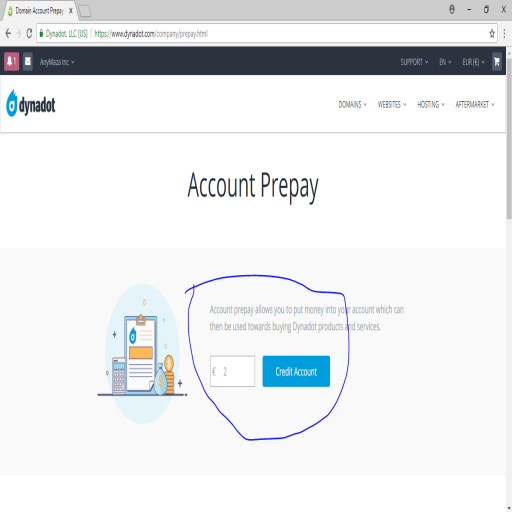 Domain Account Prepay
Dynadot, LLC [US] | https://www.dynadot.com/company/prepay.html
1 AnyMaza Inc SUPPORT EN EUR (€)
dynadot DOMAINS WEBSITES HOSTING AFTERMARKET
Account Prepay
Account prepay allows you to put money into your account which can
then be used towards buying Dynadot products and services.
€ 2 Credit Account